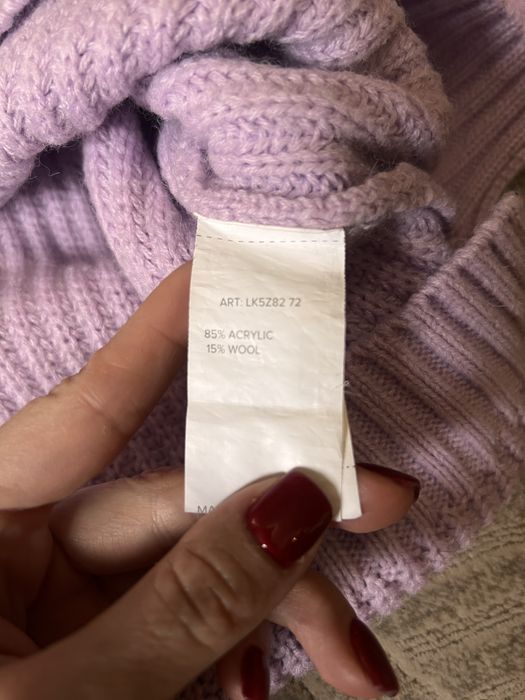 ART: LK5Z82 72
85% ACRYLIC
15% WOOL